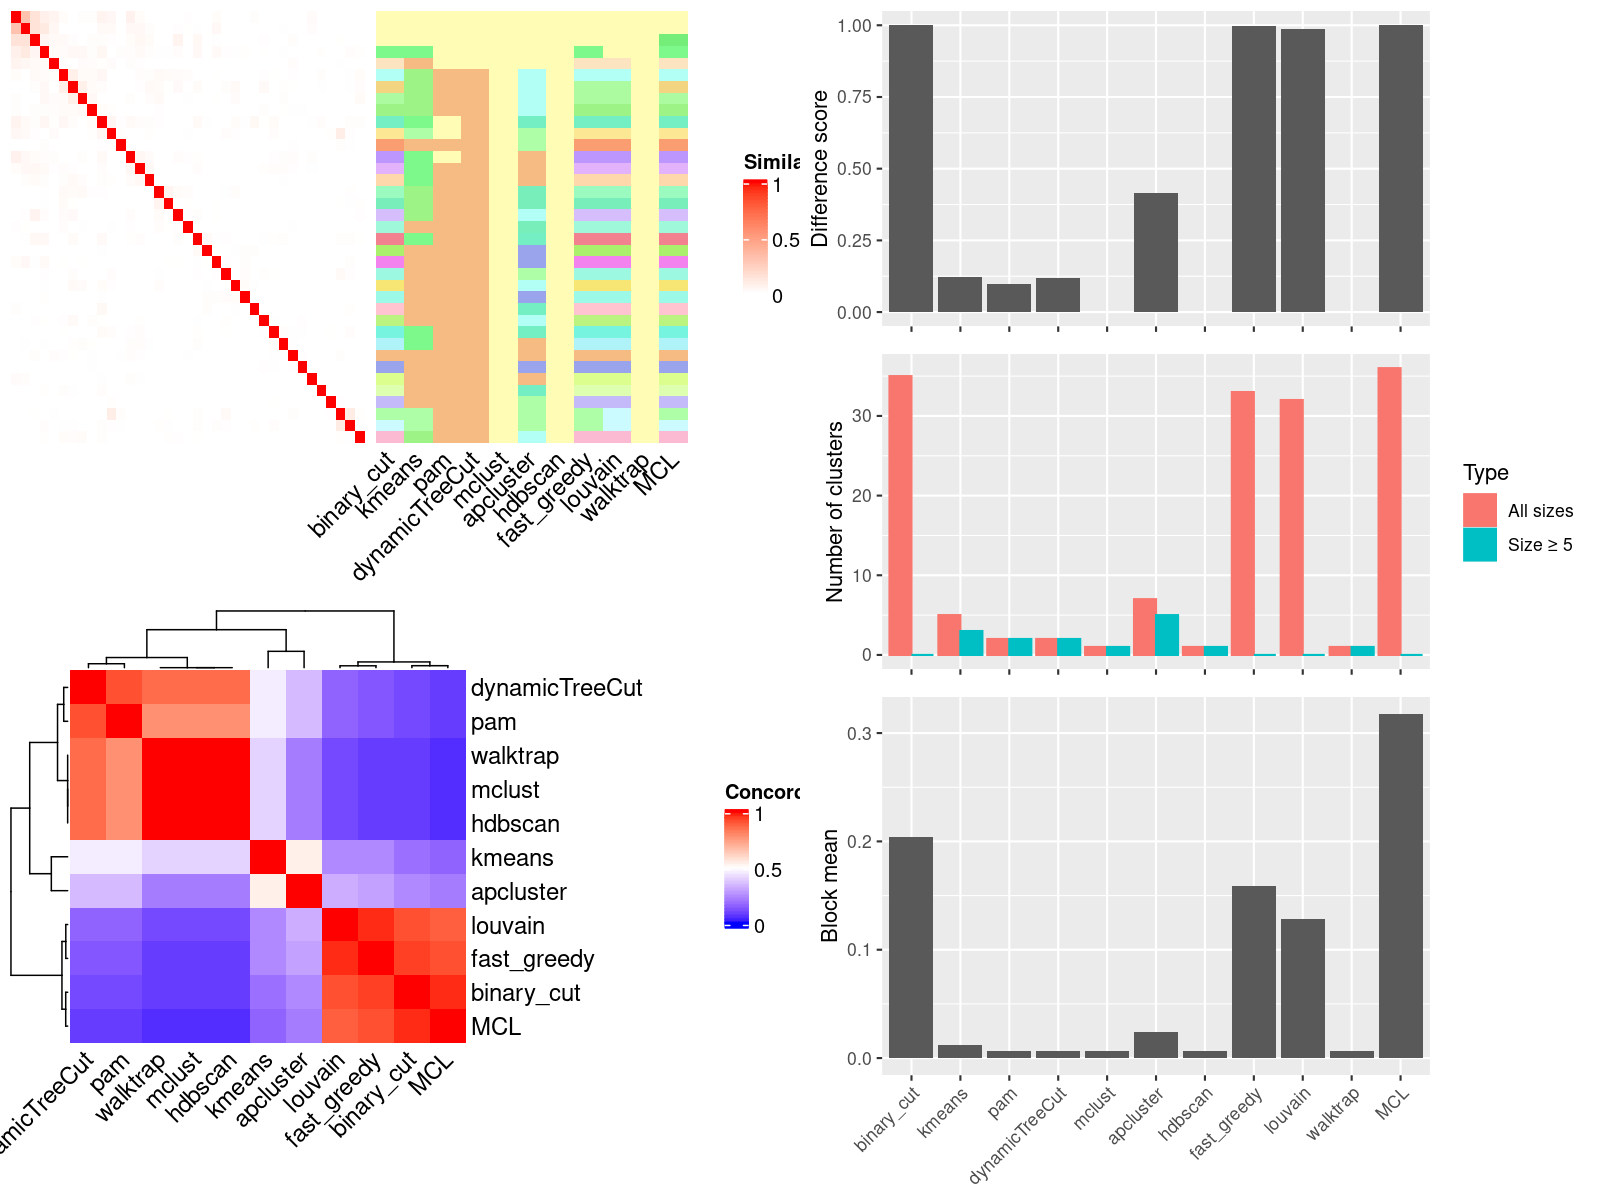 Simila
1
0.5
0
binary_cut
kmeans
pam
dynamicTreeCut
mclust
apcluster
hdbscan
fast_greedy
louvain
walktrap
MCL
dynamicTreeCut
pam
walktrap
mclust
hdbscan
kmeans
apcluster
louvain
fast_greedy
binary_cut
MCL
Concord
1
0.5
0
amicTreeCut
pam
walktrap
mclust
hdbscan
kmeans
apcluster
louvain
fast_greedy
binary_cut
MCL
Difference score
1.00
0.75
0.50
0.25
0.00
Number of clusters
30
20
10
0
Type
All sizes
Size ≥ 5
Block mean
0.3
0.2
0.1
0.0
binary_cut
kmeans
pam
dynamicTreeCut
mclust
apcluster
hdbscan
fast_greedy
louvain
walktrap
MCL